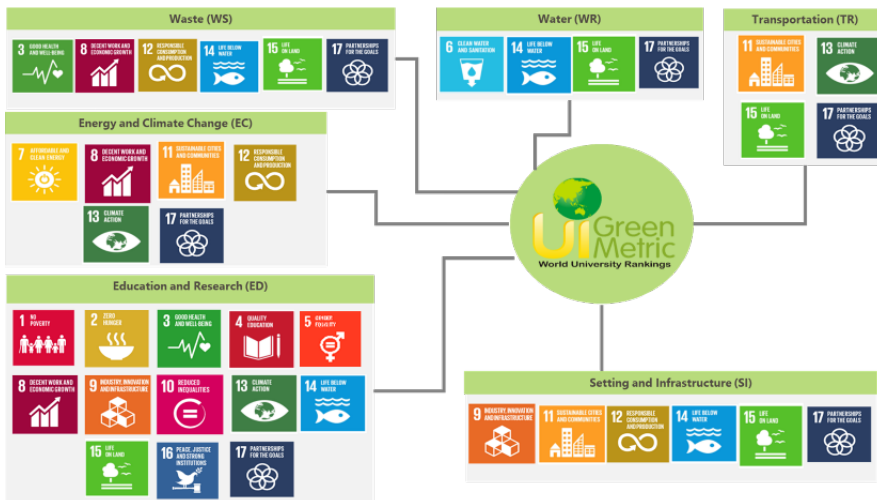 Waste (WS)
3 GOOD HEALTH
AND WELL-BEING
8 DECENT WORK AND
ECONOMIC GROWTH
12 RESPONSIBLE
CONSUMPTION
AND PRODUCTION
14 LIFE BELOW
WATER
15 LIFE
ON LAND
17 PARTNERSHIPS
FOR THE GOALS
Water (WR)
6 CLEAN WATER
AND SANITATION
14 LIFE BELOW
WATER
15 LIFE
ON LAND
17 PARTNERSHIPS
FOR THE GOALS
Transportation (TR)
11 SUSTAINABLE CITIES
AND COMMUNITIES
13 CLIMATE
ACTION
15 LIFE
ON LAND
17 PARTNERSHIPS
FOR THE GOALS
Energy and Climate Change (EC)
7 AFFORDABLE AND
CLEAN ENERGY
8 DECENT WORK AND
ECONOMIC GROWTH
11 SUSTAINABLE CITIES
AND COMMUNITIES
12 RESPONSIBLE
CONSUMPTION
AND PRODUCTION
13 CLIMATE
ACTION
17 PARTNERSHIPS
FOR THE GOALS
UI Green
Metric
World University Rankings
Education and Research (ED)
1 NO
POVERTY
2 ZERO
HUNGER
3 GOOD HEALTH
AND WELL-BEING
4 QUALITY
EDUCATION
5 GENDER
EQUALITY
8 DECENT WORK AND
ECONOMIC GROWTH
9 INDUSTRY, INNOVATION
AND INFRASTRUCTURE
10 REDUCED
INEQUALITIES
13 CLIMATE
ACTION
14 LIFE BELOW
WATER
15 LIFE
ON LAND
16 PEACE, JUSTICE
AND STRONG
INSTITUTIONS
17 PARTNERSHIPS
FOR THE GOALS
Setting and Infrastructure (SI)
9 INDUSTRY, INNOVATION
AND INFRASTRUCTURE
11 SUSTAINABLE CITIES
AND COMMUNITIES
12 RESPONSIBLE
CONSUMPTION
AND PRODUCTION
14 LIFE BELOW
WATER
15 LIFE
ON LAND
17 PARTNERSHIPS
FOR THE GOALS